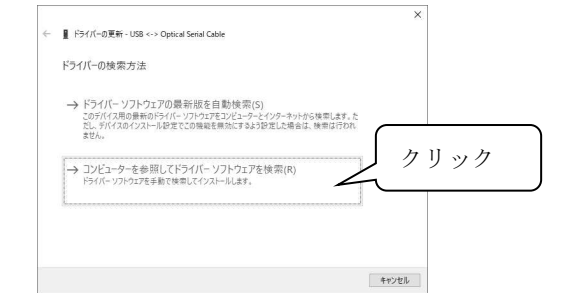 ドライバーの更新 - USB <-> Optical Serial Cable
ドライバーの検索方法
→ ドライバー ソフトウェアの最新版を自動検索(S)
このデバイス用の最新のドライバー ソフトウェアをコンピューターとインターネットから検索します。た
だし、デバイスのインストール設定でこの機能を無効にするよう設定した場合は、検索は行われ
ません。
→ コンピューターを参照してドライバー ソフトウェアを検索(R)
ドライバー ソフトウェアを手動で検索してインストールします。
クリック
キャンセル